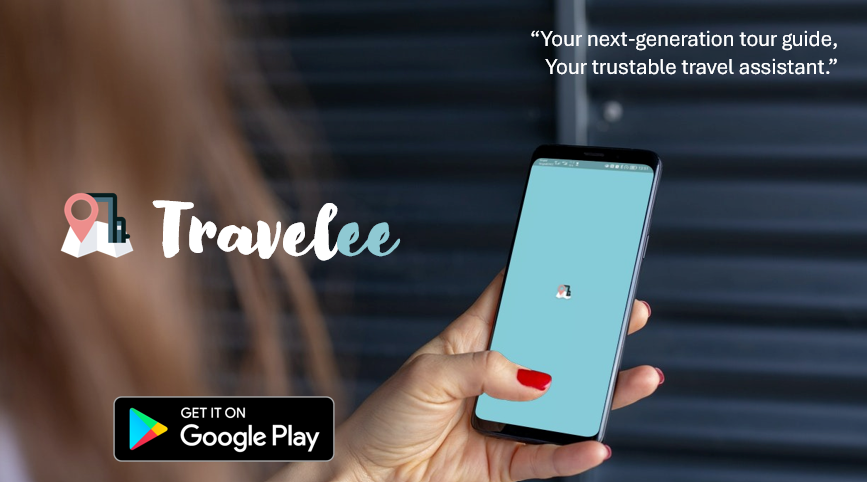 “Your next-generation tour guide,
Your trustable travel assistant.”
Travelee
GET IT ON
Google Play